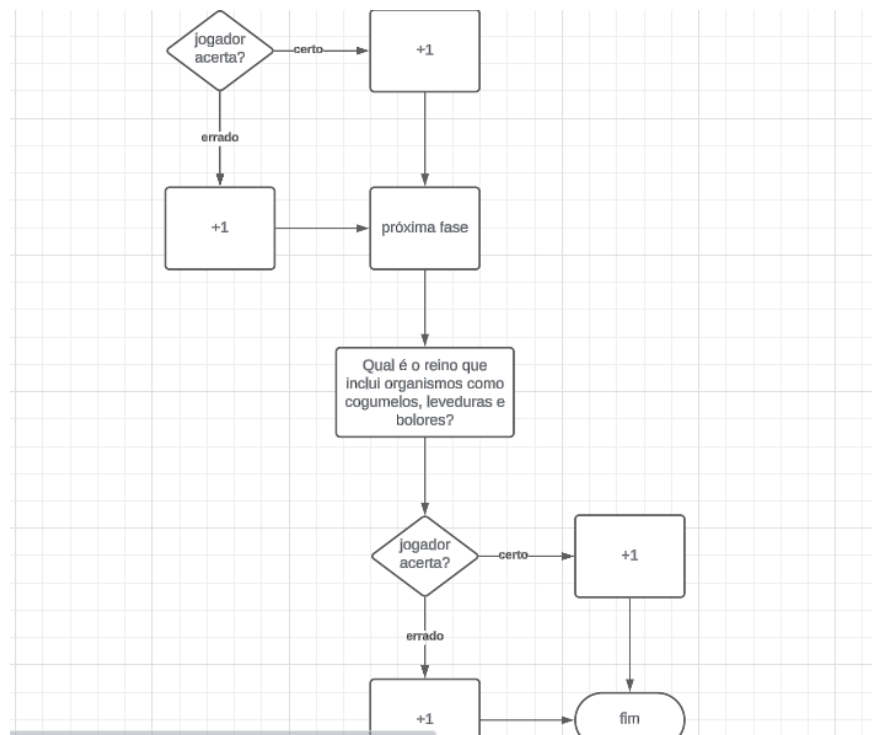 jogador
acerta?
certo
+1
errado
+1
próxima fase
Qual é o reino que
inclui organismos como
cogumelos, leveduras e
bolores?
jogador
acerta?
certo
+1
errado
+1
fim